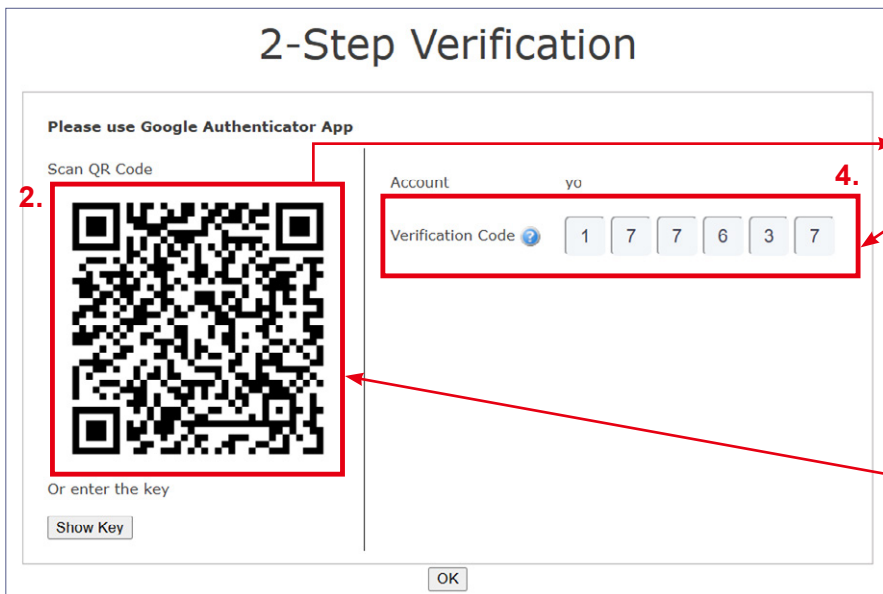 2-Step Verification
Please use Google Authenticator App
Scan QR Code
2.
Or enter the key
Show Key
Account yo
4.
Verification Code ? 1 7 7 6 3 7
OK